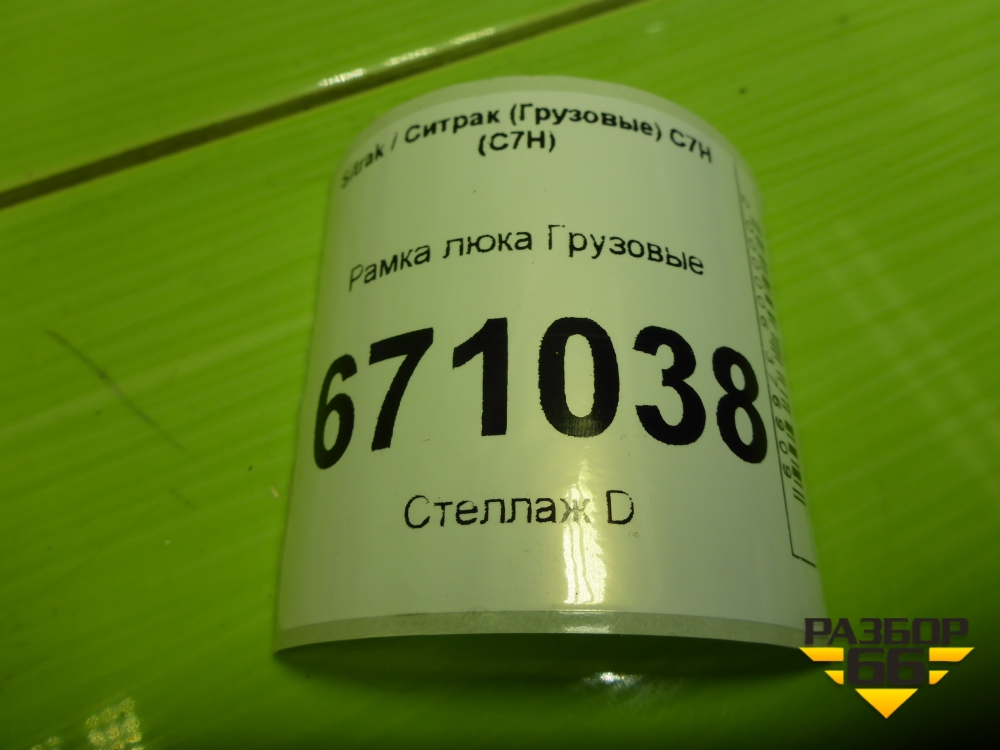 Sitrak / Ситрак (Грузовые) C7H
(C7H)
Рамка люка Грузовые
671038
Стеллаж D
РАЗБОР
66